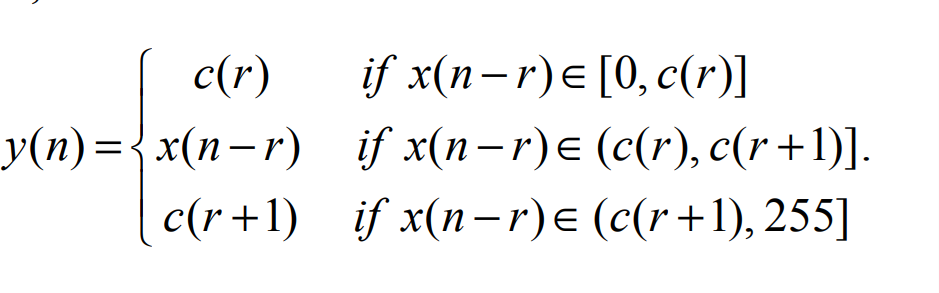 c(r) if x(n−r)∈[0,c(r)]
y(n)={ x(n−r) if x(n−r)∈(c(r),c(r+1)].
c(r+1) if x(n−r)∈(c(r+1),255]